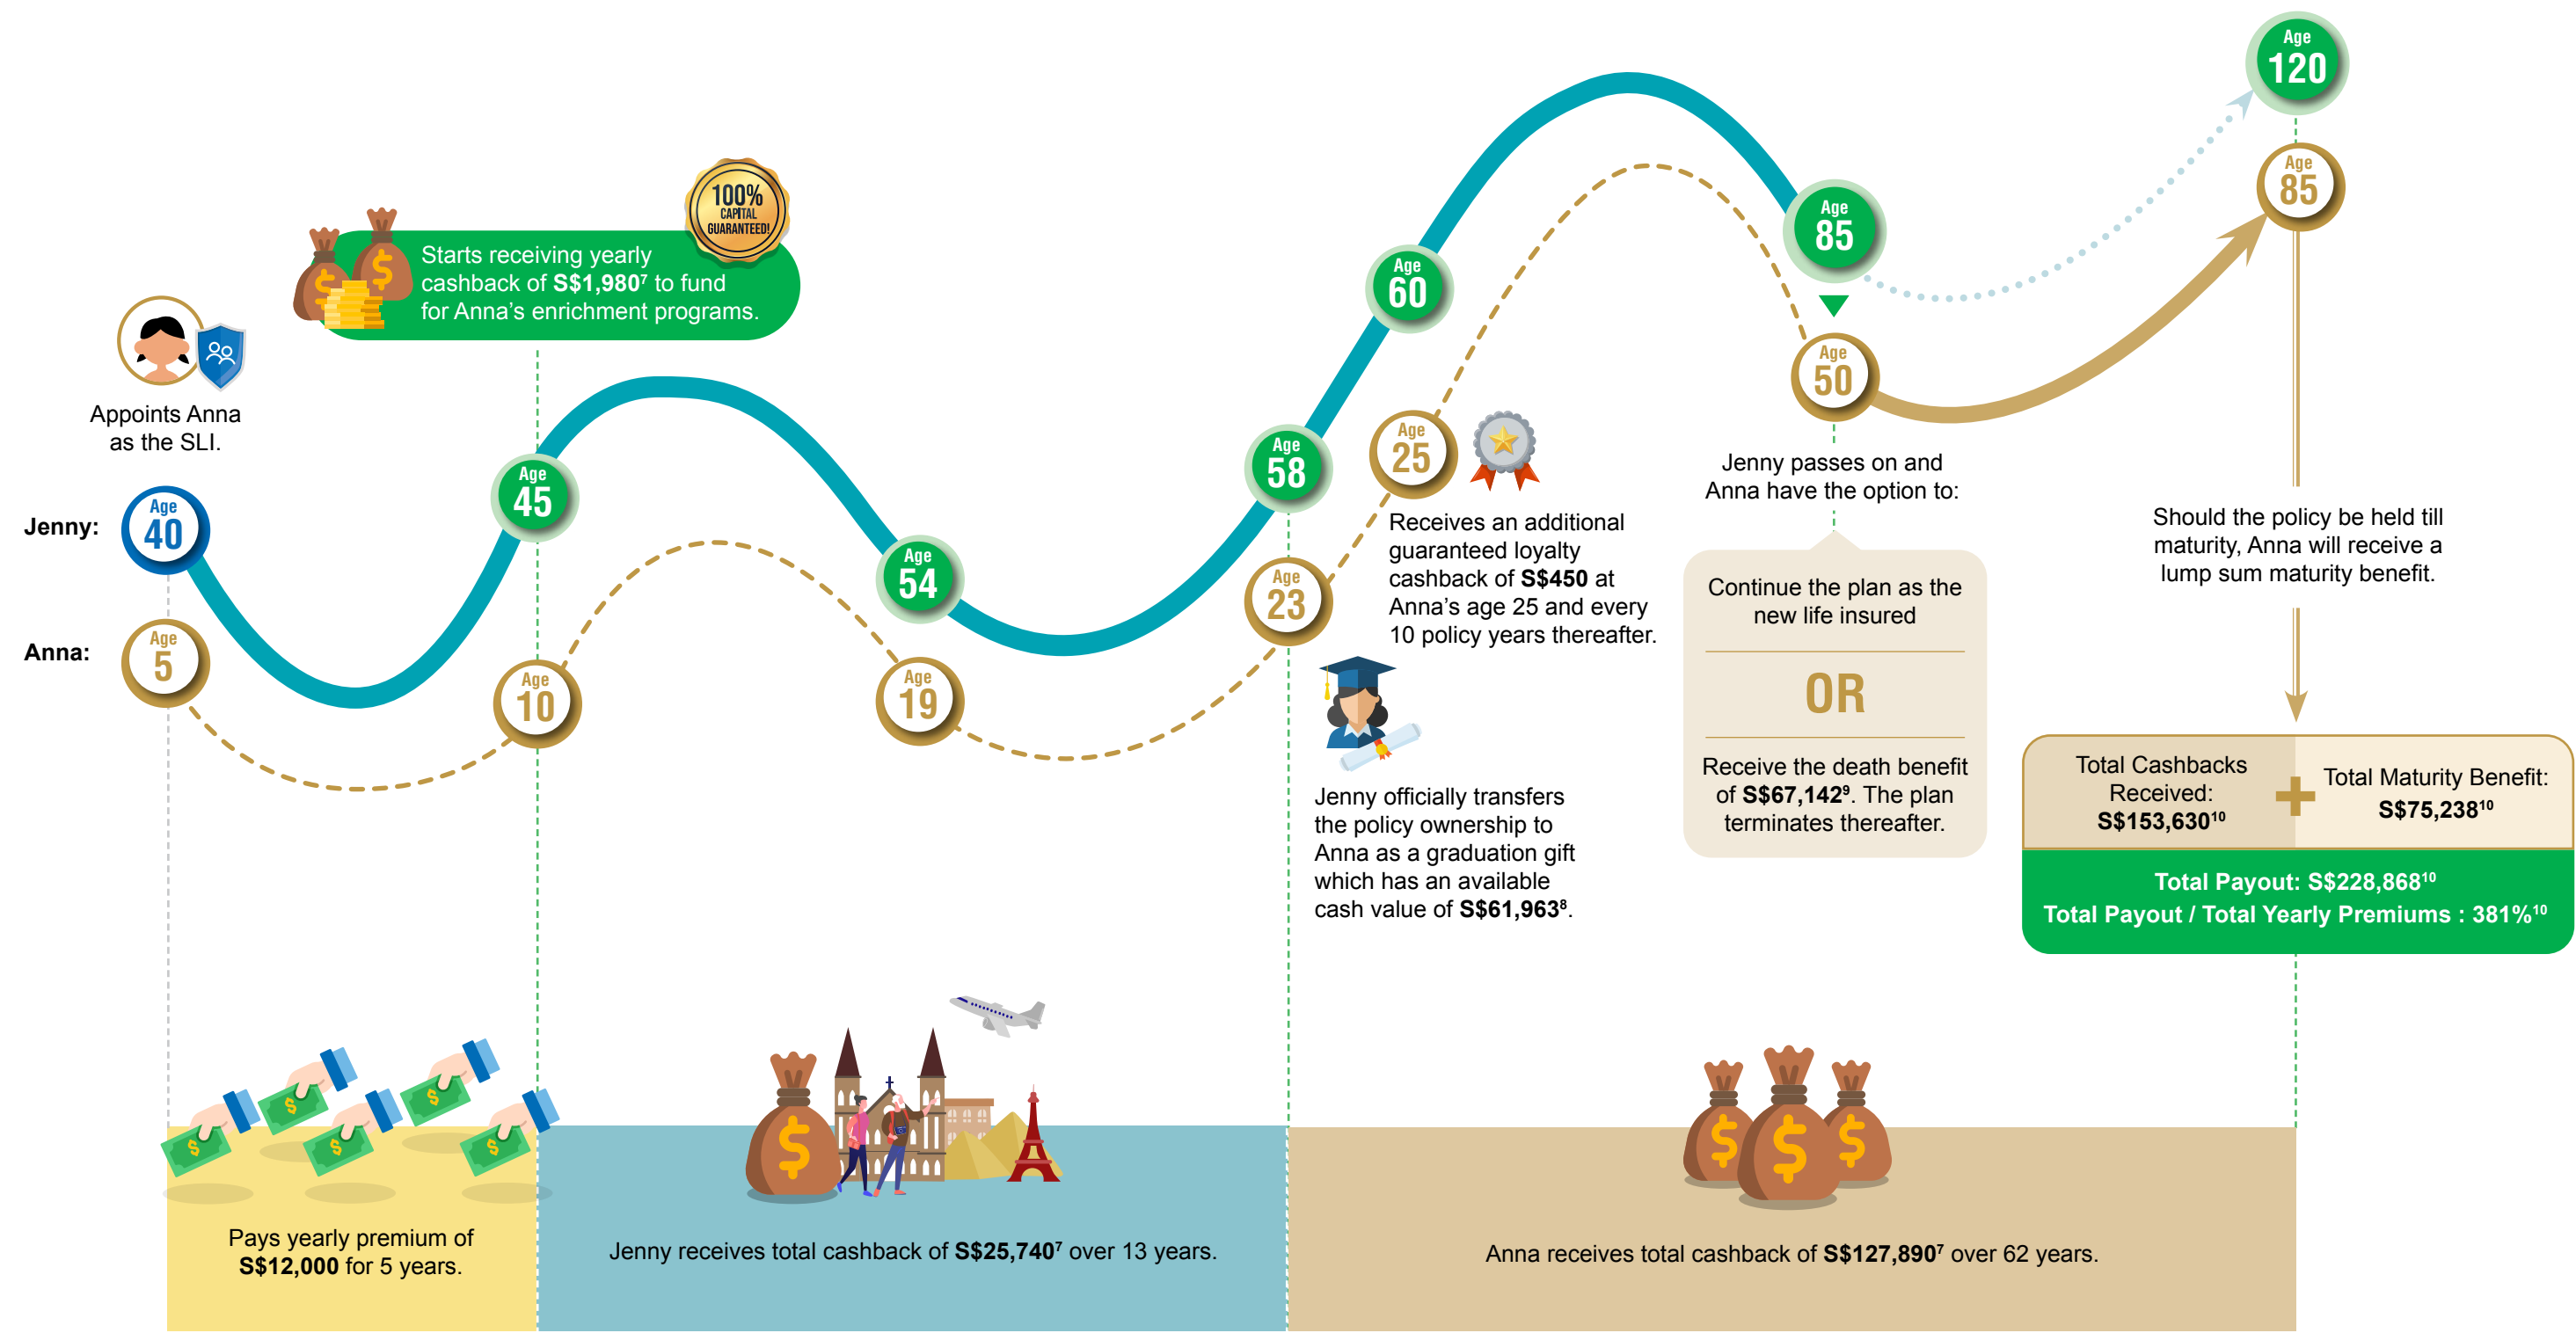 Age
120
Age
85
100%
CAPITAL
GUARANTEED!
Starts receiving yearly
cashback of S$1,980⁷ to fund
for Anna's enrichment programs.
Age
85
Age
60
Age
50
Appoints Anna
as the SLI.
Jenny:
Age
40
Age
45
Age
54
Age
58
Age
25
Anna:
Age
5
Age
10
Age
19
Age
23
Receives an additional
guaranteed loyalty
cashback of S$450 at
Anna's age 25 and every
10 policy years thereafter.
Jenny officially transfers
the policy ownership to
Anna as a graduation gift
which has an available
cash value of S$61,963⁸.
Jenny passes on and
Anna have the option to:
Continue the plan as the
new life insured
OR
Receive the death benefit
of S$67,142⁹. The plan
terminates thereafter.
Should the policy be held till
maturity, Anna will receive a
lump sum maturity benefit.
Total Cashbacks
Received:
S$153,630¹⁰
+
Total Maturity Benefit:
S$75,238¹⁰
Total Payout: S$228,868¹⁰
Total Payout / Total Yearly Premiums : 381%¹⁰
Pays yearly premium of
S$12,000 for 5 years.
Jenny receives total cashback of S$25,740⁷ over 13 years.
Anna receives total cashback of S$127,890⁷ over 62 years.